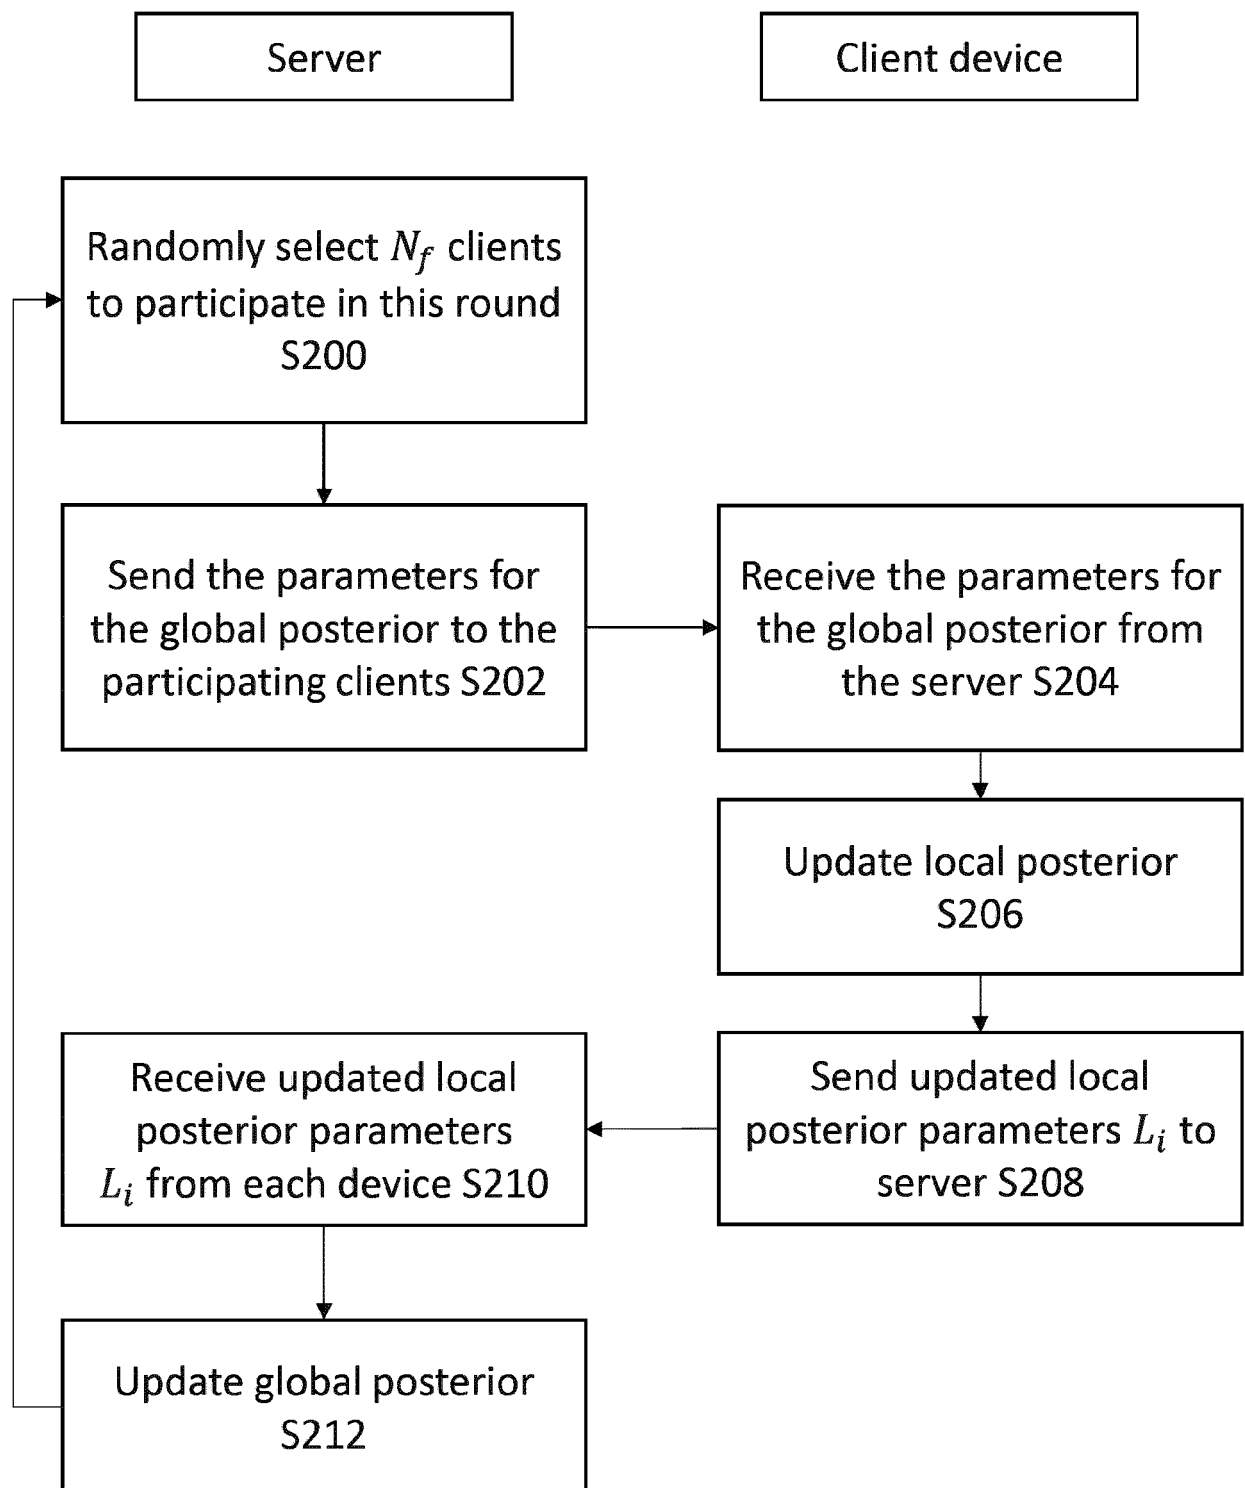 Server
Client device
Randomly select N_f clients
to participate in this round
S200
Send the parameters for
the global posterior to the
participating clients S202
Receive the parameters for
the global posterior from
the server S204
Update local posterior
S206
Send updated local
posterior parameters L_i to
server S208
Receive updated local
posterior parameters
L_i from each device S210
Update global posterior
S212